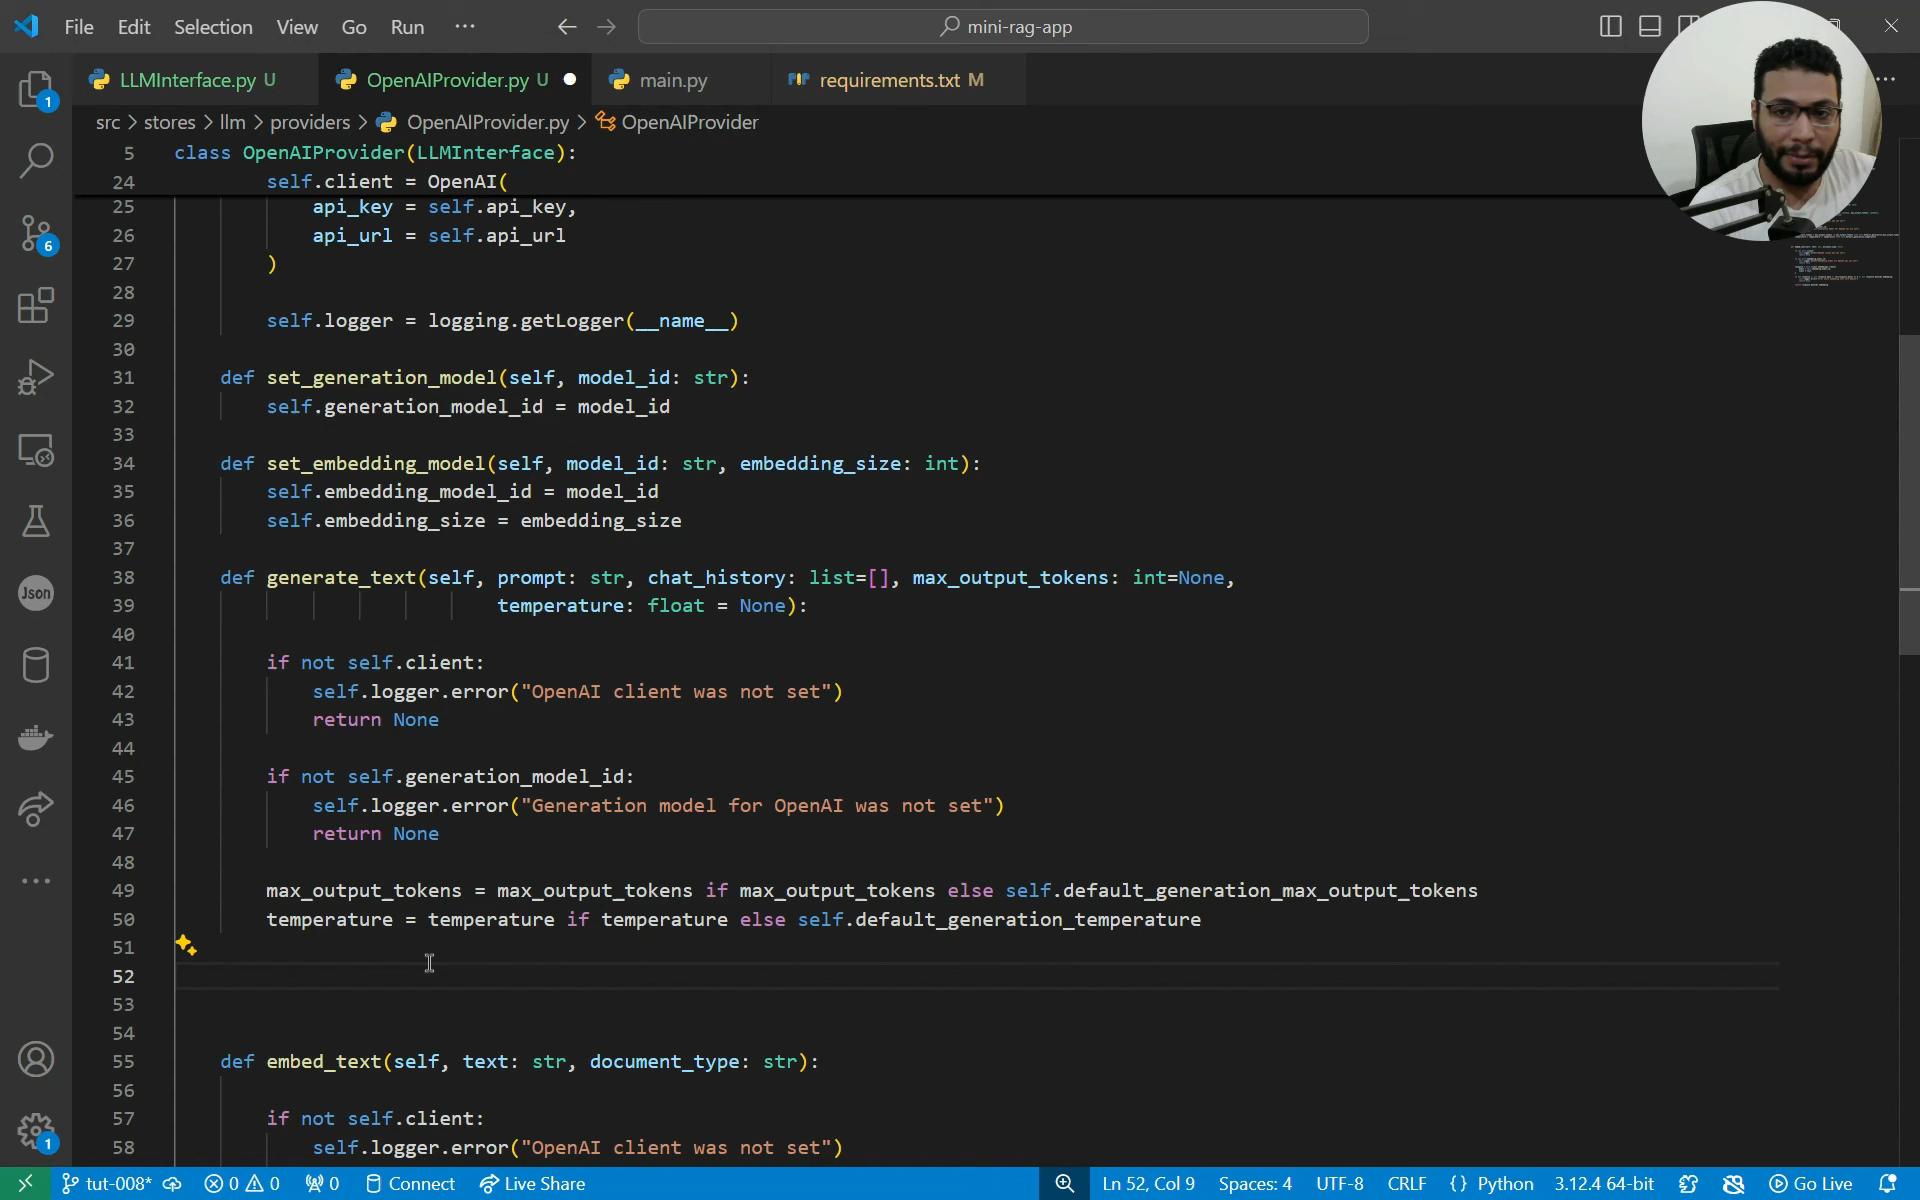 File Edit Selection View Go Run ··· mini-rag-app
LLMInterface.py U OpenAIProvider.py U main.py requirements.txt M
src > stores > llm > providers > OpenAIProvider.py > OpenAIProvider
5 class OpenAIProvider(LLMInterface):
24 self.client = OpenAI(
25 api_key = self.api_key,
26 api_url = self.api_url
27 )
28
29 self.logger = logging.getLogger(__name__)
30
31 def set_generation_model(self, model_id: str):
32 self.generation_model_id = model_id
33
34 def set_embedding_model(self, model_id: str, embedding_size: int):
35 self.embedding_model_id = model_id
36 self.embedding_size = embedding_size
37
38 def generate_text(self, prompt: str, chat_history: list=[], max_output_tokens: int=None,
39 temperature: float = None):
40
41 if not self.client:
42 self.logger.error("OpenAI client was not set")
43 return None
44
45 if not self.generation_model_id:
46 self.logger.error("Generation model for OpenAI was not set")
47 return None
48
49 max_output_tokens = max_output_tokens if max_output_tokens else self.default_generation_max_output_tokens
50 temperature = temperature if temperature else self.default_generation_temperature
51
52
53
54
55 def embed_text(self, text: str, document_type: str):
56
57 if not self.client:
58 self.logger.error("OpenAI client was not set")
1
6
Json
1
tut-008* 0 0 0 Connect Live Share Ln 52, Col 9 Spaces: 4 UTF-8 CRLF {} Python 3.12.4 64-bit Go Live